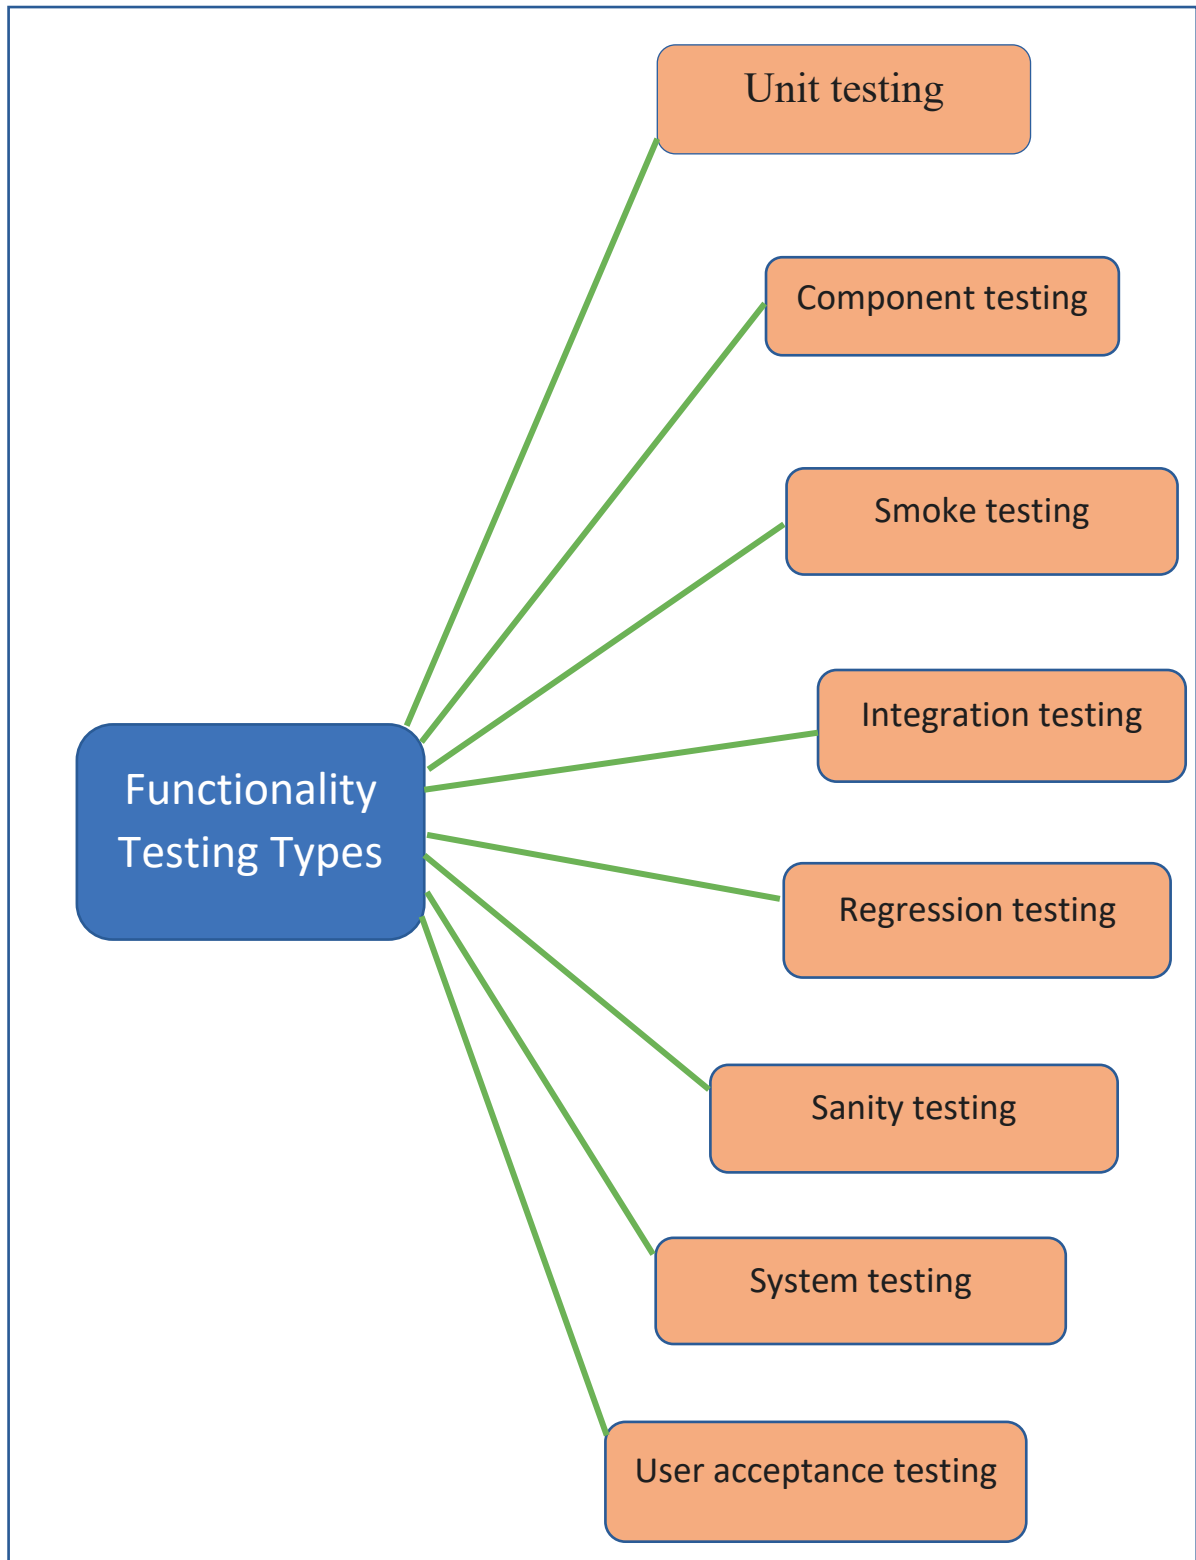 Unit testing
Component testing
Smoke testing
Integration testing
Functionality
Testing Types
Regression testing
Sanity testing
System testing
User acceptance testing